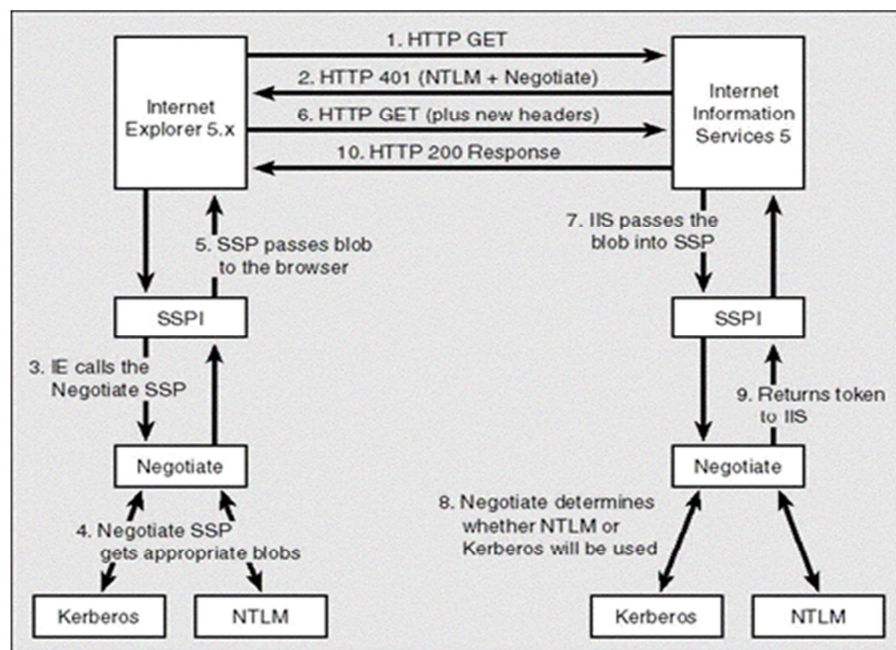 1. HTTP GET
2. HTTP 401 (NTLM + Negotiate)
6. HTTP GET (plus new headers)
10. HTTP 200 Response
Internet
Explorer 5.x
Internet
Information
Services 5
5. SSP passes blob
to the browser
7. IIS passes the
blob into SSP
SSPI
SSPI
3. IE calls the
Negotiate SSP
9. Returns token
to IIS
Negotiate
Negotiate
4. Negotiate SSP
gets appropriate blobs
8. Negotiate determines
whether NTLM or
Kerberos will be used
Kerberos
NTLM
Kerberos
NTLM